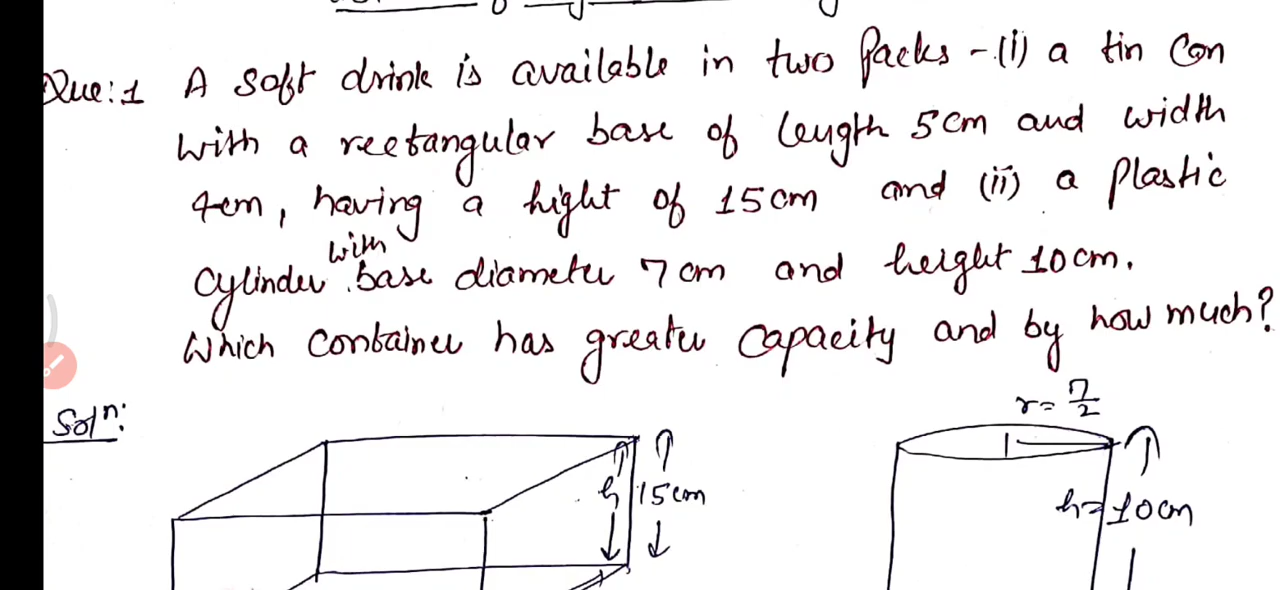 Que:1 A soft drink is available in two Packs - (i) a tin Can
with a rectangular base of length 5cm and width
4cm, having a hight of 15cm and (ii) a Plastic
with
cylinder base diameter 7cm and height 10cm.
Which container has greater capacity and by how much?
Solⁿ:
r= 7/2
h 15cm
h= 10cm